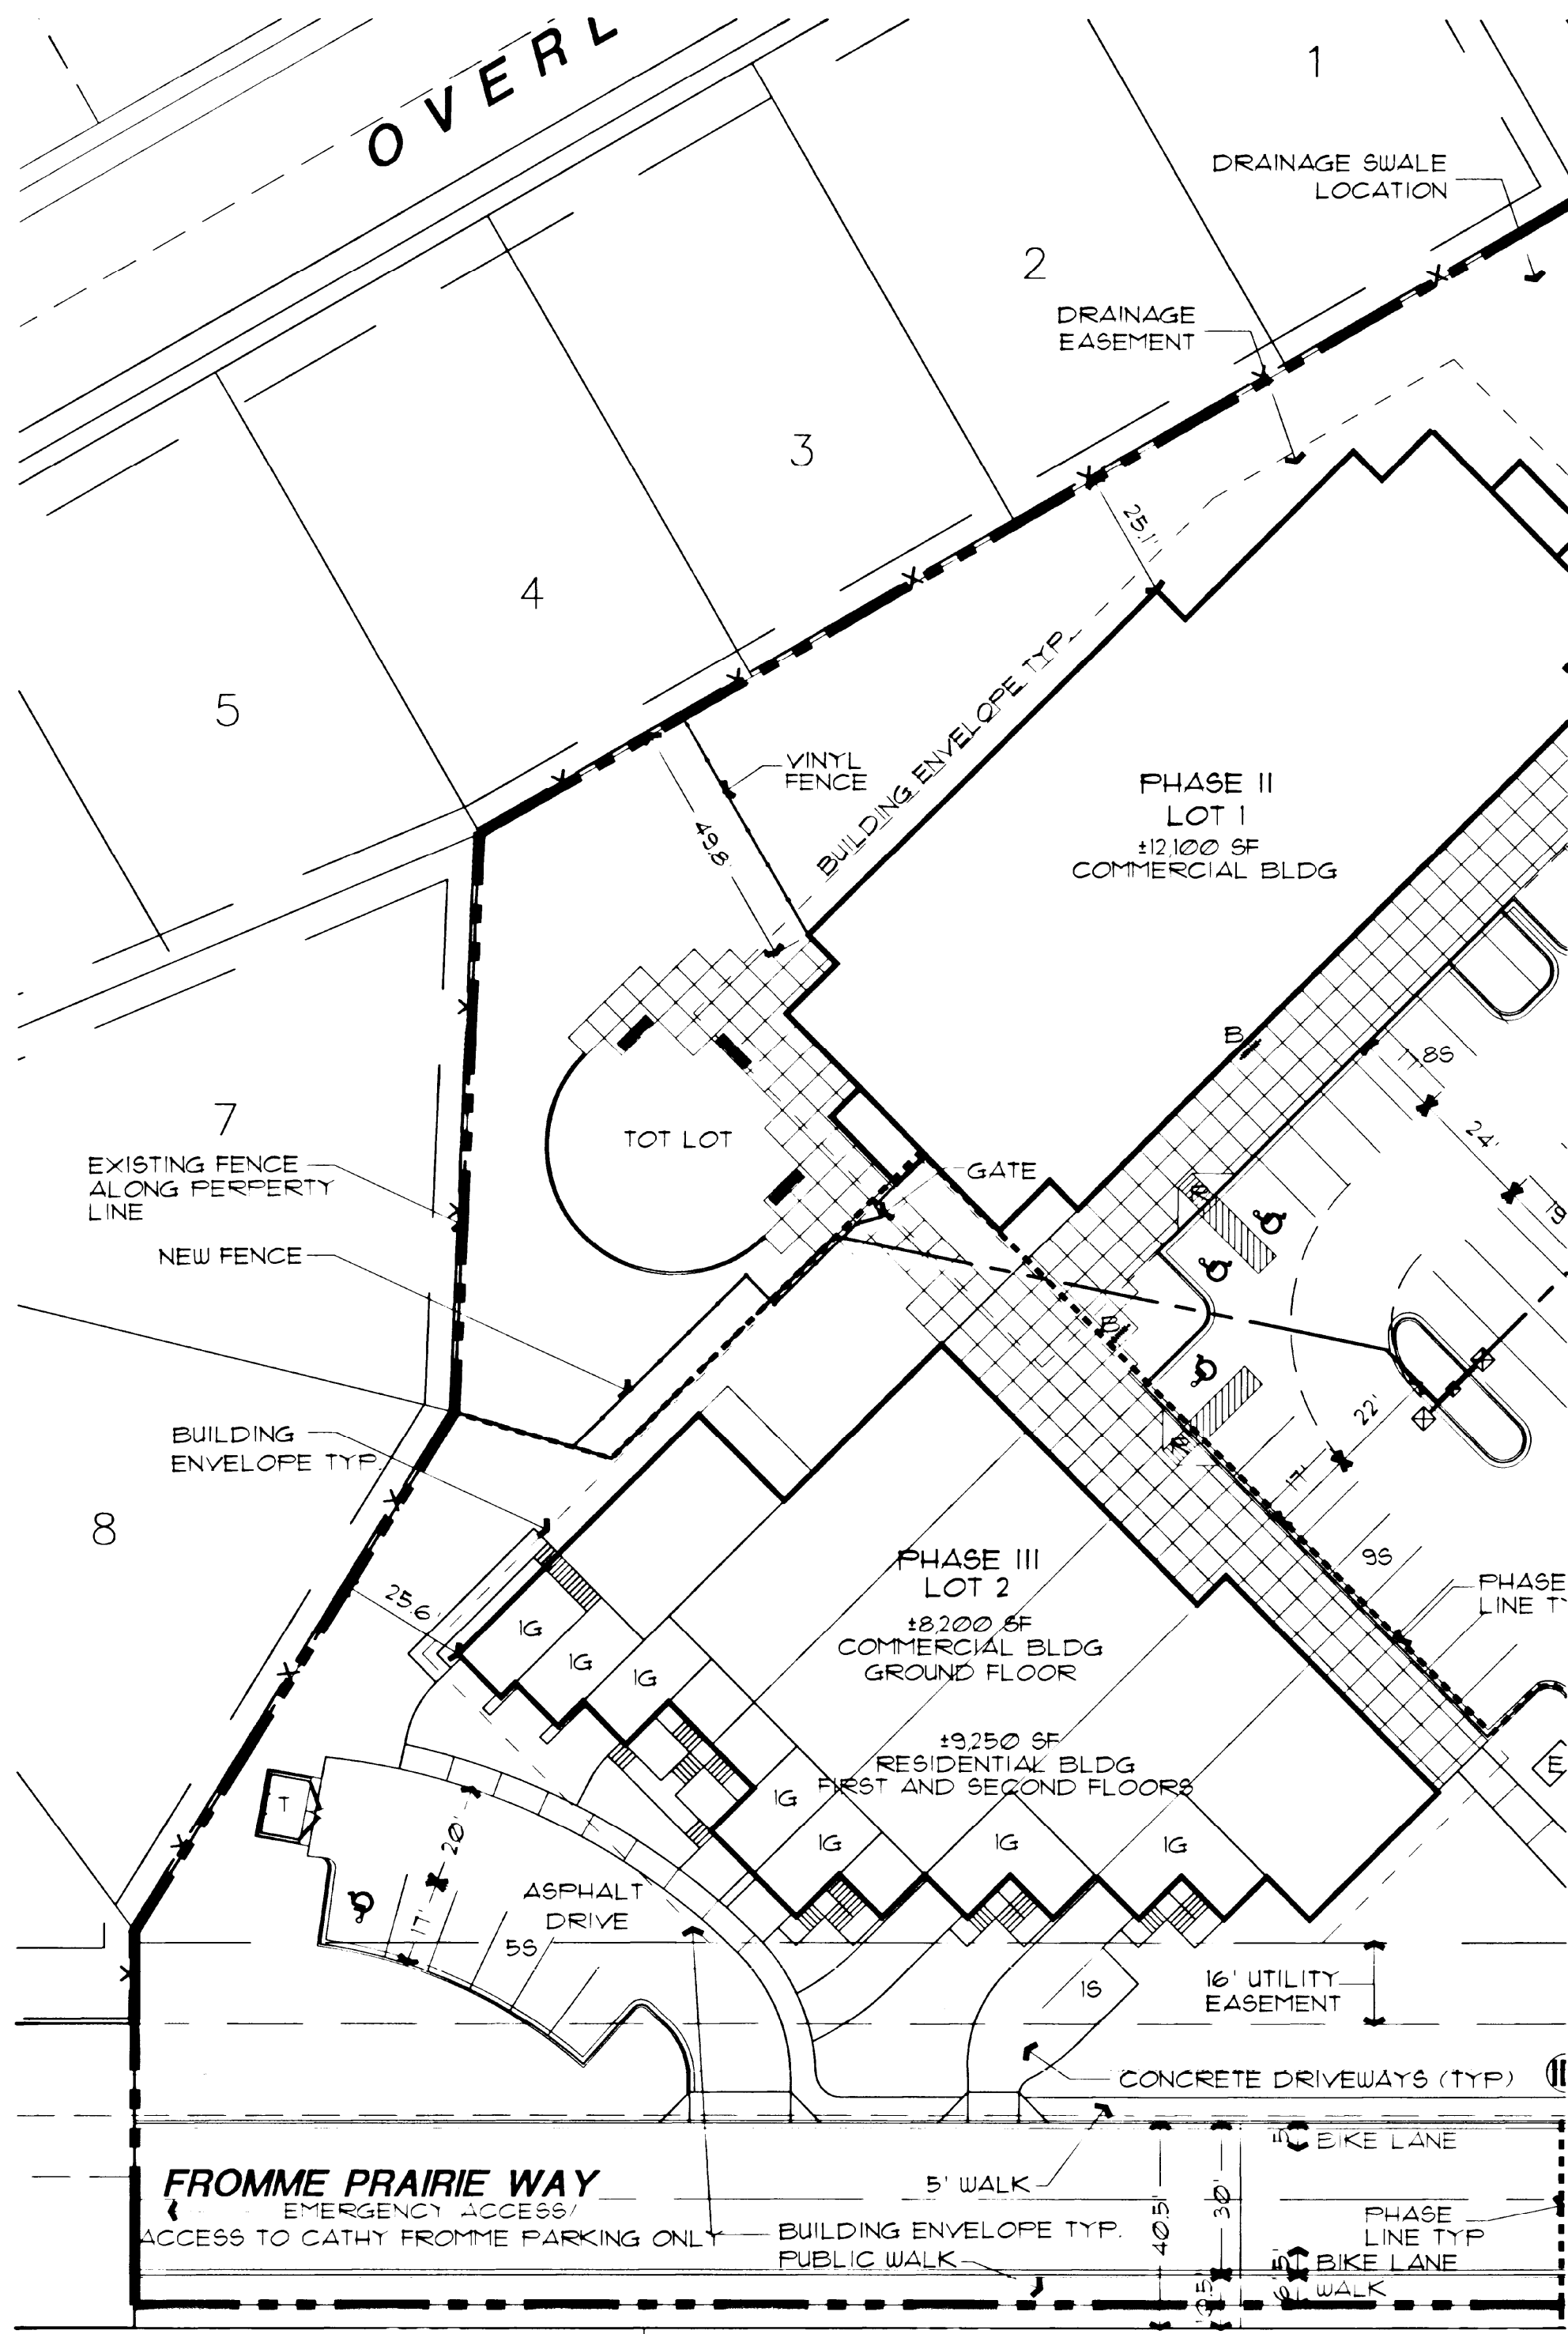 OVERL
1
DRAINAGE SWALE
LOCATION
2
DRAINAGE
EASEMENT
3
25.1'
4
BUILDING ENVELOPE TYP.
5
VINYL
FENCE
49.8'
PHASE II
LOT 1
±12,100 SF
COMMERCIAL BLDG
B
18S
7
TOT LOT
24'
EXISTING FENCE
ALONG PERPERTY
LINE
GATE
R
19
NEW FENCE
22'
BUILDING
ENVELOPE TYP.
R
17'
8
PHASE III
LOT 2
9S
PHASE
LINE T
25.6'
±8,200 SF
COMMERCIAL BLDG
GROUND FLOOR
1G
1G
1G
±9,250 SF
RESIDENTIAL BLDG
FIRST AND SECOND FLOORS
E
T
1G
1G
1G
1G
20'
17'
ASPHALT
DRIVE
5S
1S
16' UTILITY
EASEMENT
CONCRETE DRIVEWAYS (TYP)
5'
BIKE LANE
FROMME PRAIRIE WAY
EMERGENCY ACCESS/
ACCESS TO CATHY FROMME PARKING ONLY
5' WALK
40.5'
30'
PHASE
LINE TYP
BUILDING ENVELOPE TYP.
PUBLIC WALK
5'
BIKE LANE
6'
WALK